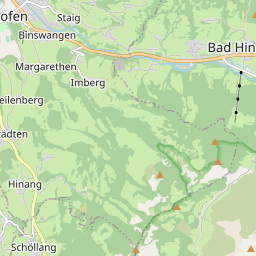 ofen
Staig
Binswangen
Bad Hin
Margarethen
Imberg
eilenberg
tädten
Hinang
Schöllang